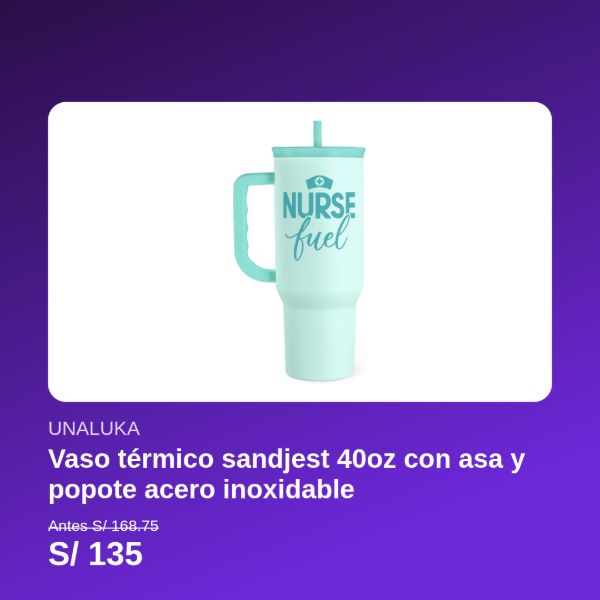 NURSE
fuel
UNALUKA
Vaso térmico sandjest 40oz con asa y
popote acero inoxidable
Antes S/ 168.75
S/ 135